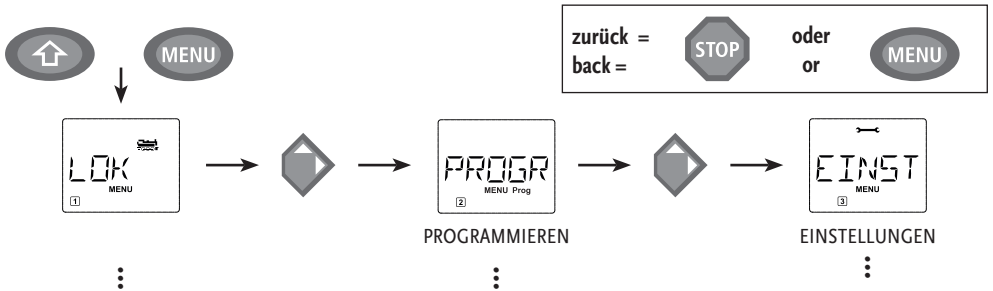 zurück =
STOP
oder
MENU
back =
or
MENU
LOK
MENU
1
PROGR
MENU Prog
2
EINST
MENU
3
PROGRAMMIEREN
EINSTELLUNGEN